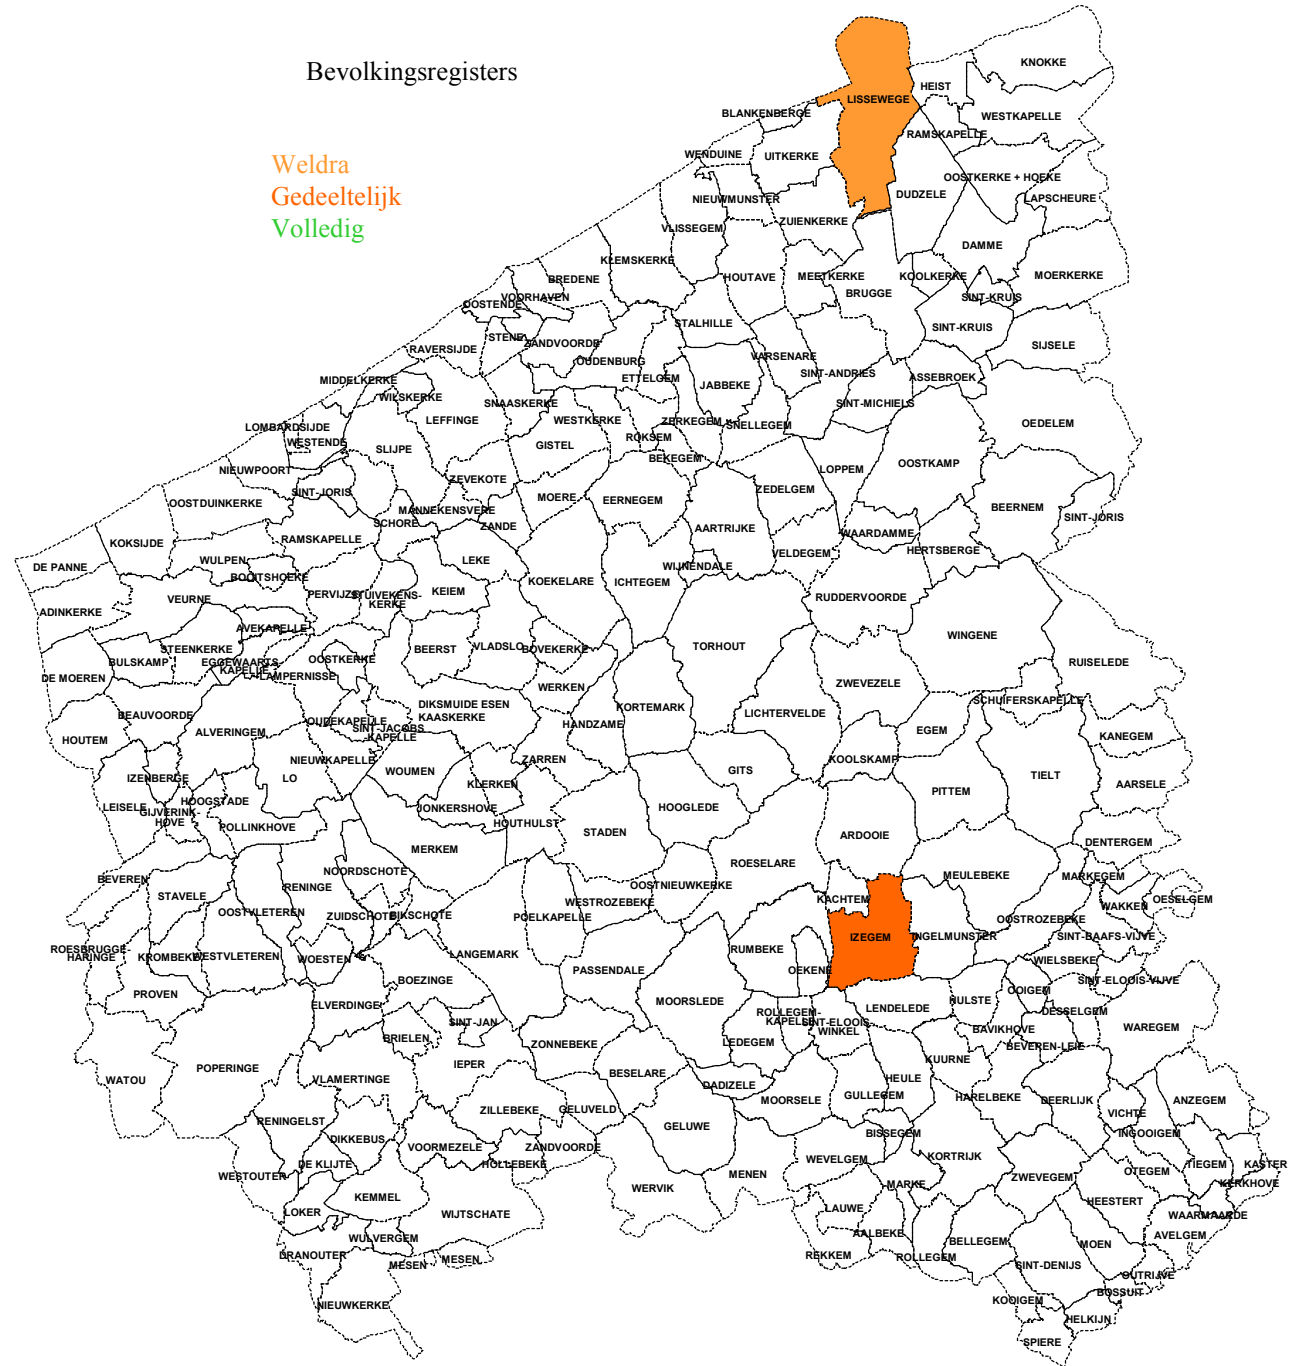 Bevolkingsregisters
Weldra
Gedeeltelijk
Volledig
KNOKKE
HEIST
LISSEWEGE
BLANKENBERGE
WESTKAPELLE
RAMSKAPELLE
WENDUINE
UITKERKE
OOSTKERKE + HOEKE
NIEUWMUNSTER
DUDZELE
LAPSCHEURE
VLISSEGEM
ZUIENKERKE
DAMME
KLEMSKERKE
BREDENE
HOUTAVE
MEETKERKE
KOOLKERKE
MOERKERKE
VOORHAVEN
OOSTENDE
BRUGGE
SINT-KRUIS
STALHILLE
SINT-KRUIS
STENE
ZANDVOORDE
SIJSELE
RAVERSIJDE
OUDENBURG
VARSENARE
ETTELGEM
SINT-ANDRIES
ASSEBROEK
MIDDELKERKE
JABBEKE
WILSKERKE
SNAASKERKE
SINT-MICHIELS
LEFFINGE
WESTKERKE
ZERKEGEM
SNELLEGEM
OEDELEM
LOMBARDSIJDE
WESTENDE
ROKSEM
SLIJPE
GISTEL
BEKEGEM
OOSTKAMP
NIEUWPOORT
LOPPEM
ZEVEKOTE
SINT-JORIS
ZEDELGEM
OOSTDUINKERKE
MOERE
EERNEGEM
MANNEKENSVERE
BEERNEM
SINT-JORIS
SCHORE
ZANDE
AARTRIJKE
WAARDAMME
KOKSIJDE
RAMSKAPELLE
HERTSBERGE
WULPEN
LEKE
VELDEGEM
DE PANNE
WIJNENDALE
BOOITSHOEKE
KOEKELARE
ICHTEGEM
VEURNE
PERVIJZE
STUIVEKENS-
KERKE
KEIEM
RUDDERVOORDE
ADINKERKE
AVEKAPELLE
WINGENE
STEENKERKE
BEERST
VLADSLO
BOVEKERKE
TORHOUT
BULSKAMP
EGGEWAARTS-
KAPELLE
OOSTKERKE
RUISELEDE
LAMPERNISSE
DE MOEREN
WERKEN
ZWEVEZELE
SCHUIFERSKAPELLE
DIKSMUIDE ESEN
KAASKERKE
KORTEMARK
LICHTERVELDE
BEAUVOORDE
OUDEKAPELLE
HANDZAME
SINT-JACOBS
-KAPELLE
ALVERINGEM
EGEM
KANEGEM
HOUTEM
NIEUWKAPELLE
ZARREN
KOOLSKAMP
WOUMEN
GITS
IZENBERGE
LO
TIELT
KLERKEN
AARSELE
PITTEM
HOOGSTADE
LEISELE
JONKERSHOVE
HOOGLEDE
GIJVERINK-
HOVE
HOUTHULST
POLLINKHOVE
STADEN
ARDOOIE
DENTERGEM
MERKEM
ROESELARE
NOORDSCHOTE
MEULEBEKE
BEVEREN
MARKEGEM
OOSTNIEUWKERKE
RENINGE
STAVELE
KACHTEM
OESELGEM
WESTROZEBEKE
WAKKEN
OOSTVLETEREN
ZUIDSCHOTE
BIKSCHOTE
POELKAPELLE
OOSTROZEBEKE
IZEGEM
INGELMUNSTER
SINT-BAAFS-VIJVE
ROESBRUGGE-
HARINGE
RUMBEKE
LANGEMARK
KROMBEKE
WESTVLETEREN
WOESTEN
WIELSBEKE
OEKENE
PASSENDALE
BOEZINGE
SINT-ELOOIS-VIJVE
OOIGEM
PROVEN
MOORSLEDE
HULSTE
ELVERDINGE
LENDELEDE
DESSELGEM
ROLLEGEM-
KAPELLE
SINT-ELOOIS-
WINKEL
SINT-JAN
BAVIKHOVE
WAREGEM
BRIELEN
LEDEGEM
ZONNEBEKE
BEVEREN-LEIE
KUURNE
IEPER
POPERINGE
BESELARE
WATOU
VLAMERTINGE
HEULE
DADIZELE
GULLEGEM
HARELBEKE
DEERLIJK
MOORSELE
ANZEGEM
ZILLEBEKE
GELUVELD
VICHTE
RENINGELST
GELUWE
INGOOIGEM
DIKKEBUS
BISSEGEM
VOORMEZELE
ZANDVOORDE
KORTRIJK
WEVELGEM
DE KLIJTE
HOLLEBEKE
TIEGEM
KASTER
OTEGEM
WESTOUTER
MENEN
ZWEVEGEM
KERKHOVE
MARKE
WERVIK
KEMMEL
HEESTERT
LAUWE
LOKER
WIJTSCHATE
WAARMAARDE
AALBEKE
AVELGEM
WULVERGEM
BELLEGEM
MOEN
DRANOUTER
REKKEM
ROLLEGEM
MESEN
MESEN
SINT-DENIJS
OUTRIJVE
BOSSUIT
NIEUWKERKE
KOOIGEM
HELKIJN
SPIERE